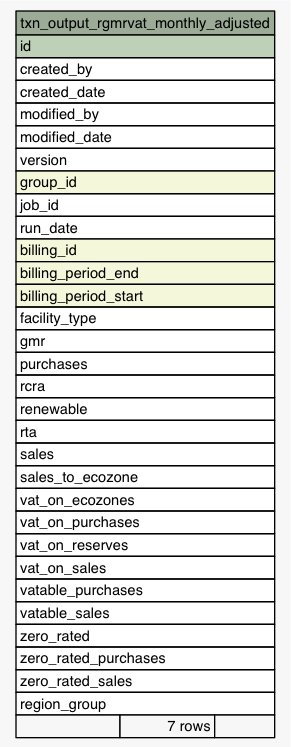 txn_output_rgmrvat_monthly_adjusted
id
created_by
created_date
modified_by
modified_date
version
group_id
job_id
run_date
billing_id
billing_period_end
billing_period_start
facility_type
gmr
purchases
rcra
renewable
rta
sales
sales_to_ecozone
vat_on_ecozones
vat_on_purchases
vat_on_reserves
vat_on_sales
vatable_purchases
vatable_sales
zero_rated
zero_rated_purchases
zero_rated_sales
region_group
7 rows